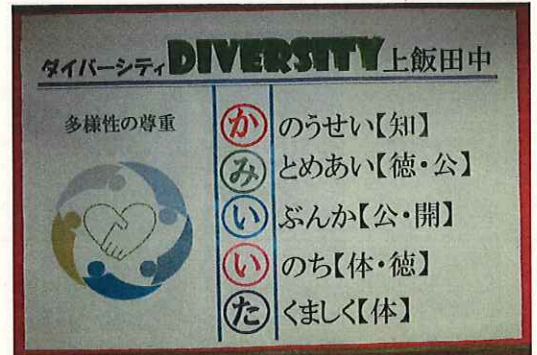 ダイバーシティDIVERSITY上飯田中
多様性の尊重
かのうせい【知】
みとめあい【徳・公】
いぶんか【公・開】
いのち【体・徳】
たくましく【体】